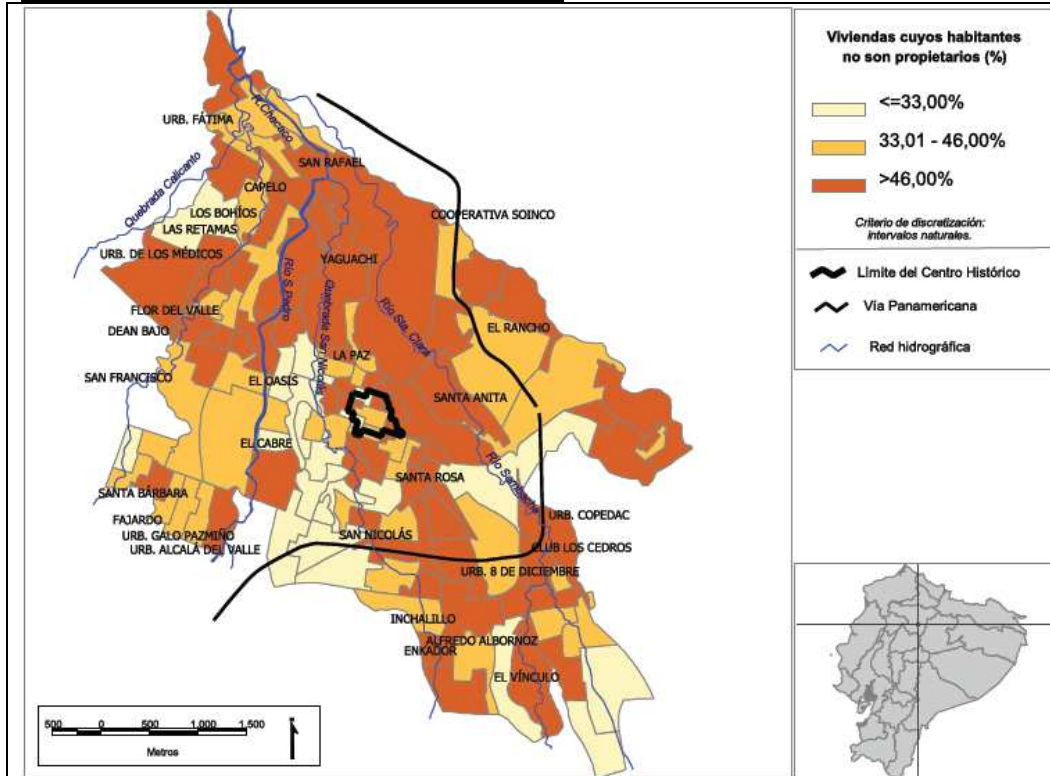 Viviendas cuyos habitantes
no son propietarios (%)
<=33,00%
33,01 - 46,00%
>46,00%
Criterio de discretización:
intervalos naturales.
Límite del Centro Histórico
Vía Panamericana
Red hidrográfica
URB. FÁTIMA
R.Chacaco
SAN RAFAEL
Quebrada Calicanto
CAPELO
LOS BOHÍOS
LAS RETAMAS
COOPERATIVA SOINCO
URB. DE LOS MÉDICOS
YAGUACHI
Río S. Pedro
Quebrada San Nicolás
Río Sta. Clara
FLOR DEL VALLE
DEAN BAJO
EL RANCHO
LA PAZ
SAN FRANCISCO
EL OASIS
SANTA ANITA
EL CABRE
SANTA ROSA
Río Sambache
SANTA BÁRBARA
FAJARDO
URB. GALO PAZMIÑO
URB. ALCALÁ DEL VALLE
SAN NICOLÁS
URB. COPEDAC
CLUB LOS CEDROS
URB. 8 DE DICIEMBRE
INCHALILLO
ALFREDO ALBORNOZ
ENKADOR
EL VÍNCULO
500 0 500 1.000 1.500
Metros